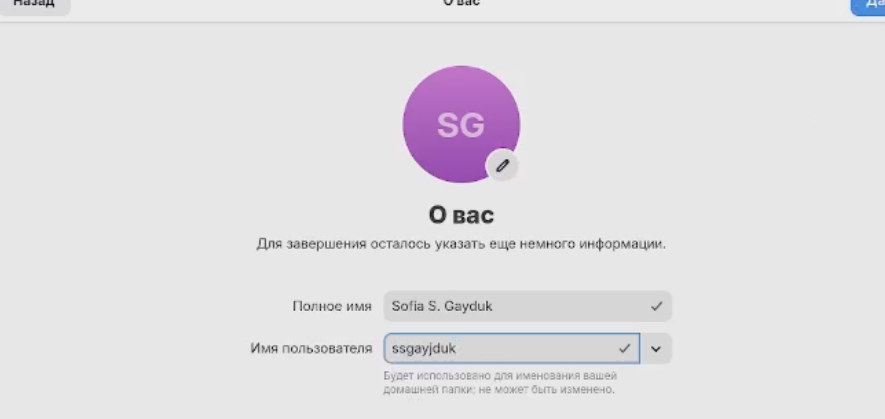 Назад
О вас
Да
SG
О вас
Для завершения осталось указать еще немного информации.
Полное имя Sofia S. Gayduk
Имя пользователя ssgayjduk
Будет использовано для именования вашей
домашней папки; не может быть изменено.